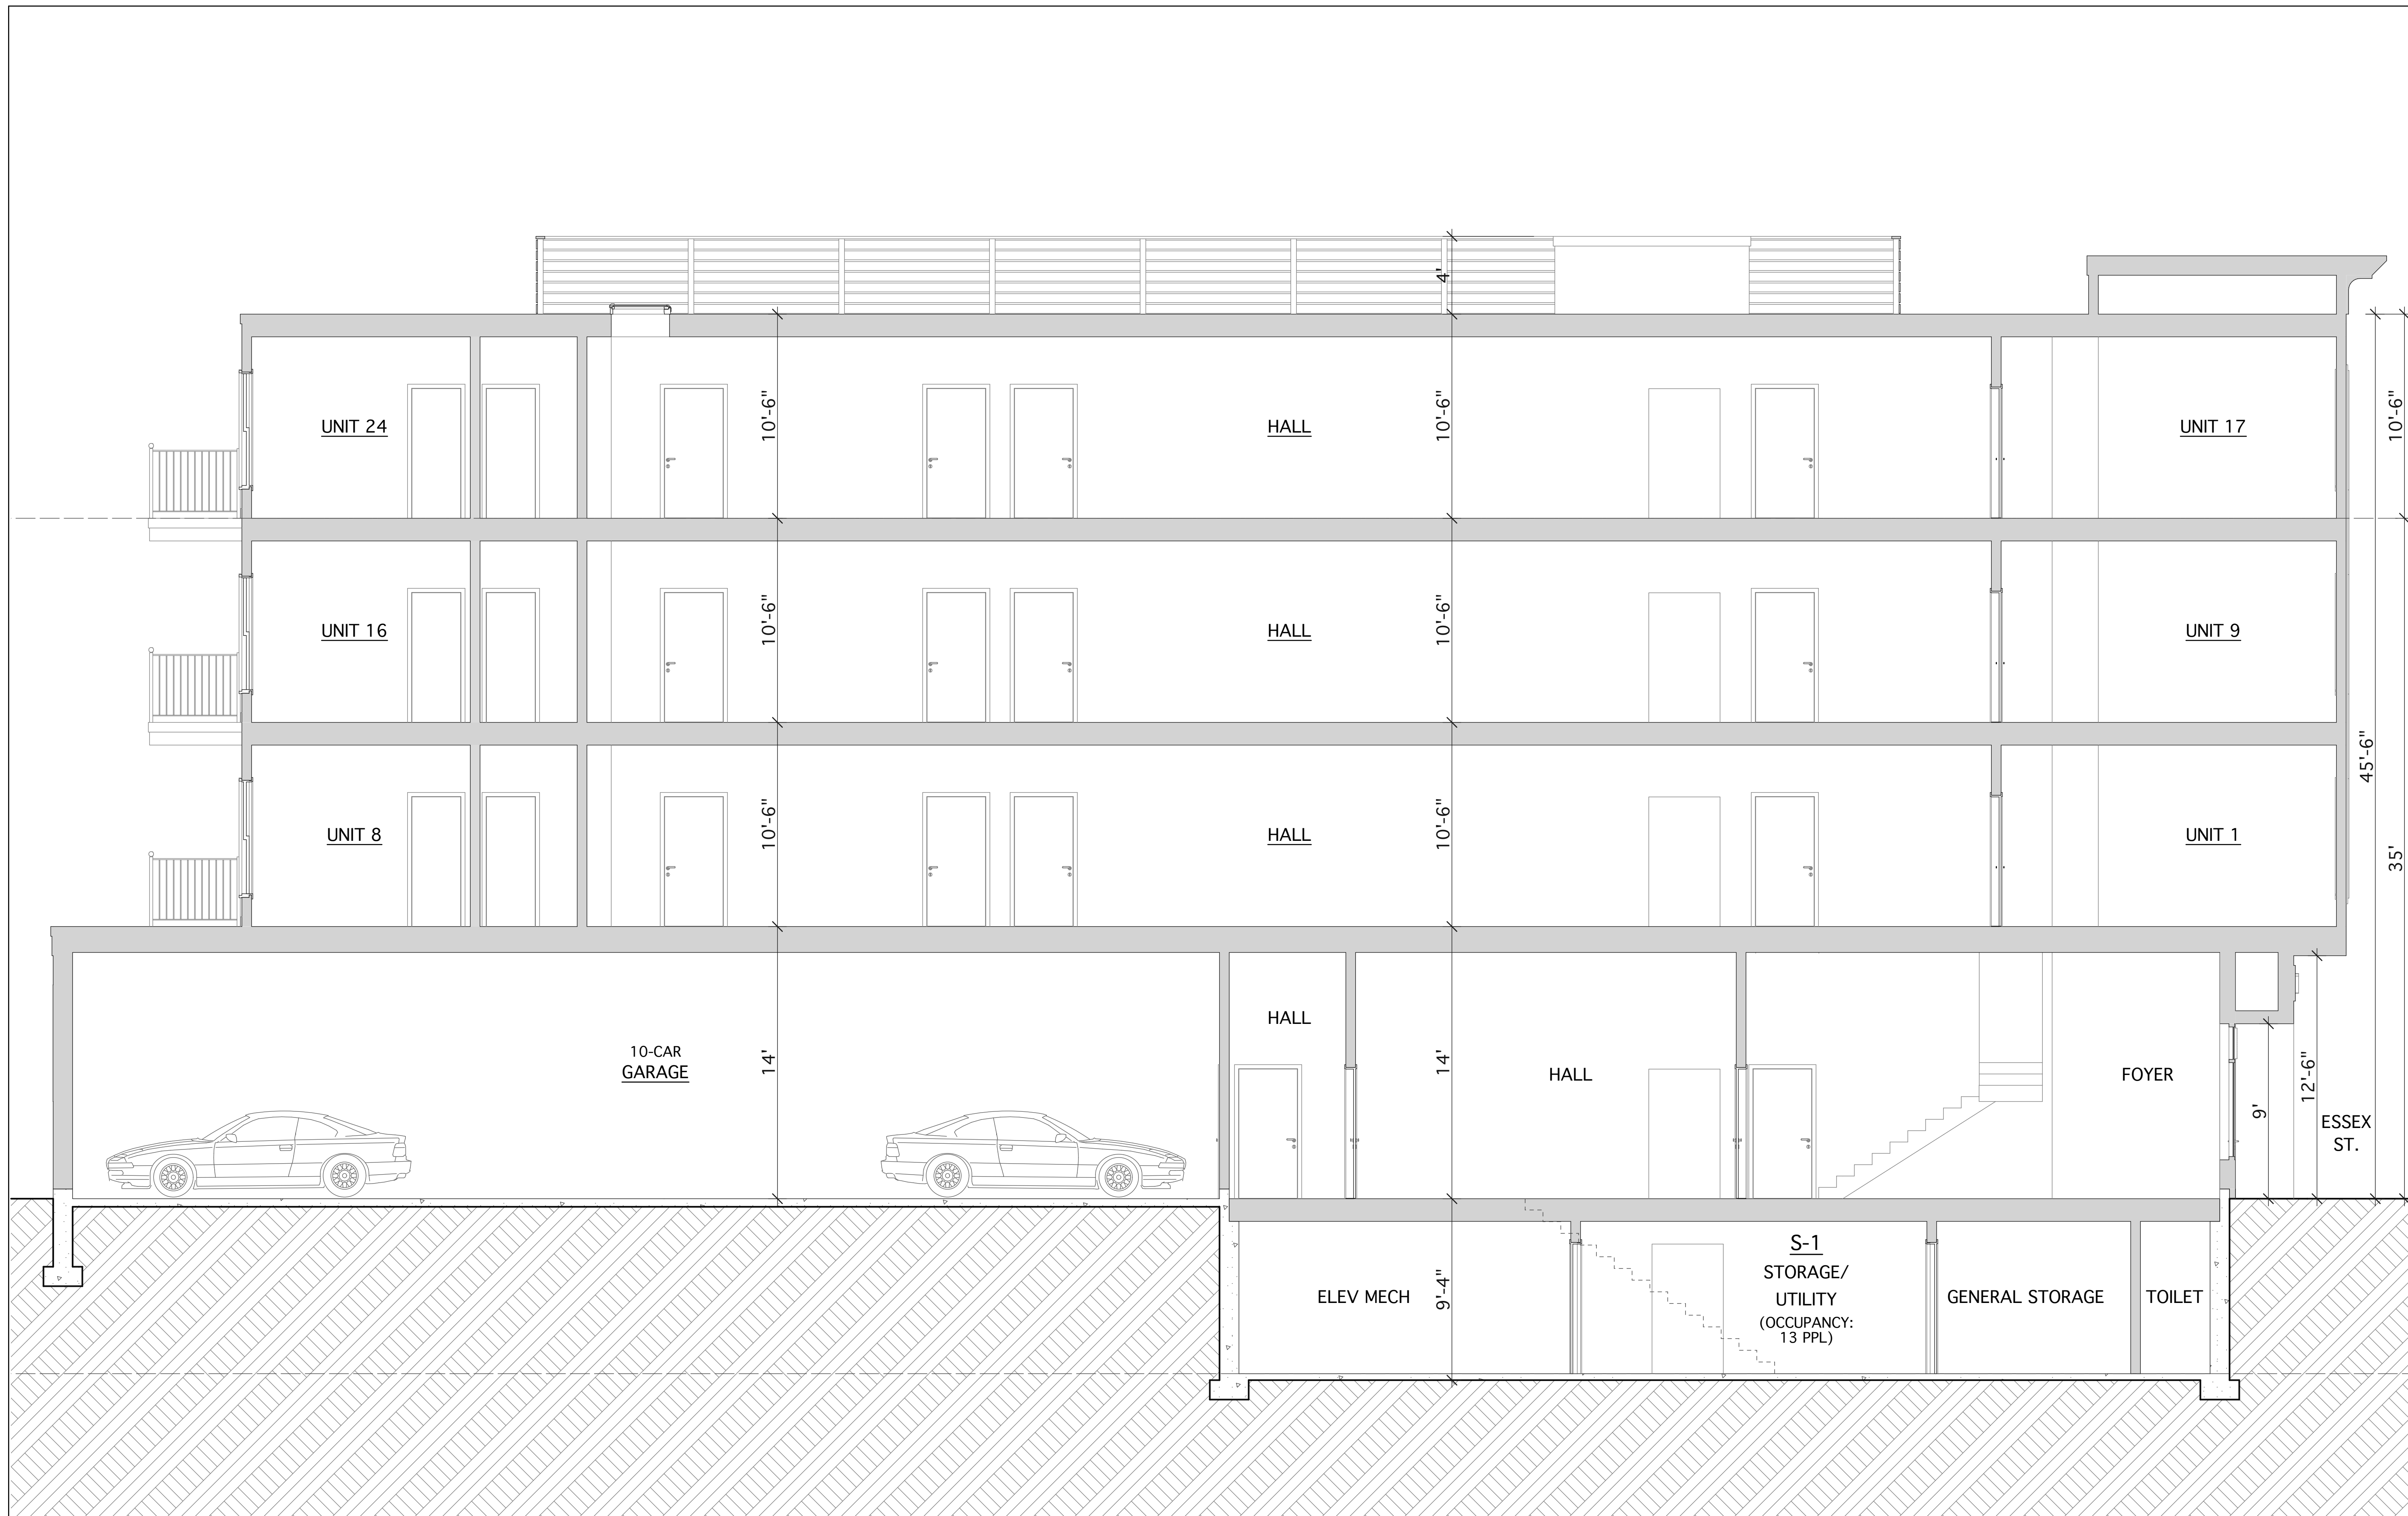 4'
UNIT 24
10'-6"
HALL
10'-6"
UNIT 17
10'-6"
UNIT 16
10'-6"
HALL
10'-6"
UNIT 9
45'-6"
UNIT 8
10'-6"
HALL
10'-6"
UNIT 1
35'
10-CAR
GARAGE
14'
HALL
14'
HALL
FOYER
9'
12'-6"
ESSEX
ST.
ELEV MECH
9'-4"
S-1
STORAGE/
UTILITY
(OCCUPANCY:
13 PPL)
GENERAL STORAGE
TOILET